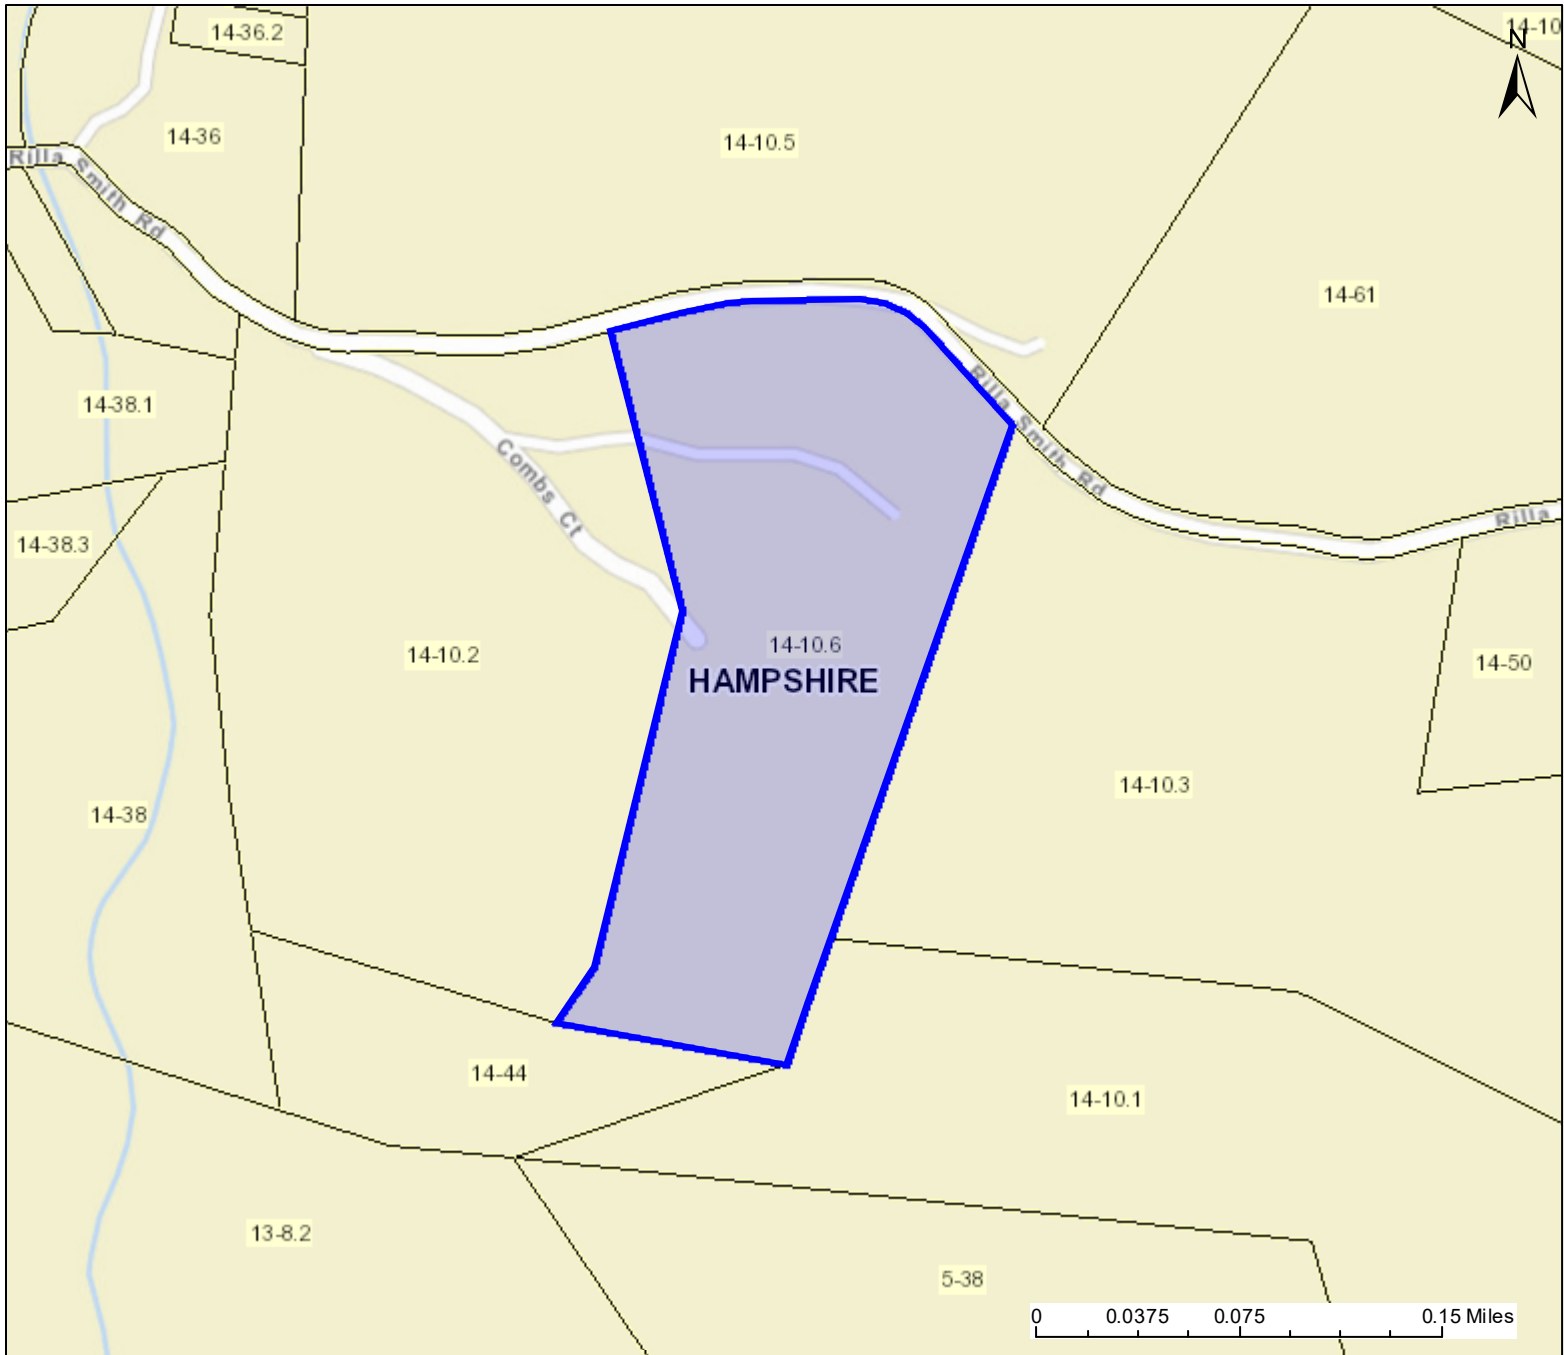 14-36.2
14-10
N
14-36
14-10.5
Rilla Smith Rd
14-61
Rilla Smith Rd
14-38.1
Combs Ct
Rilla
14-38.3
14-10.6
14-10.2
HAMPSHIRE
14-50
14-10.3
14-38
14-44
14-10.1
13-8.2
5-38
0 0.0375 0.075 0.15 Miles